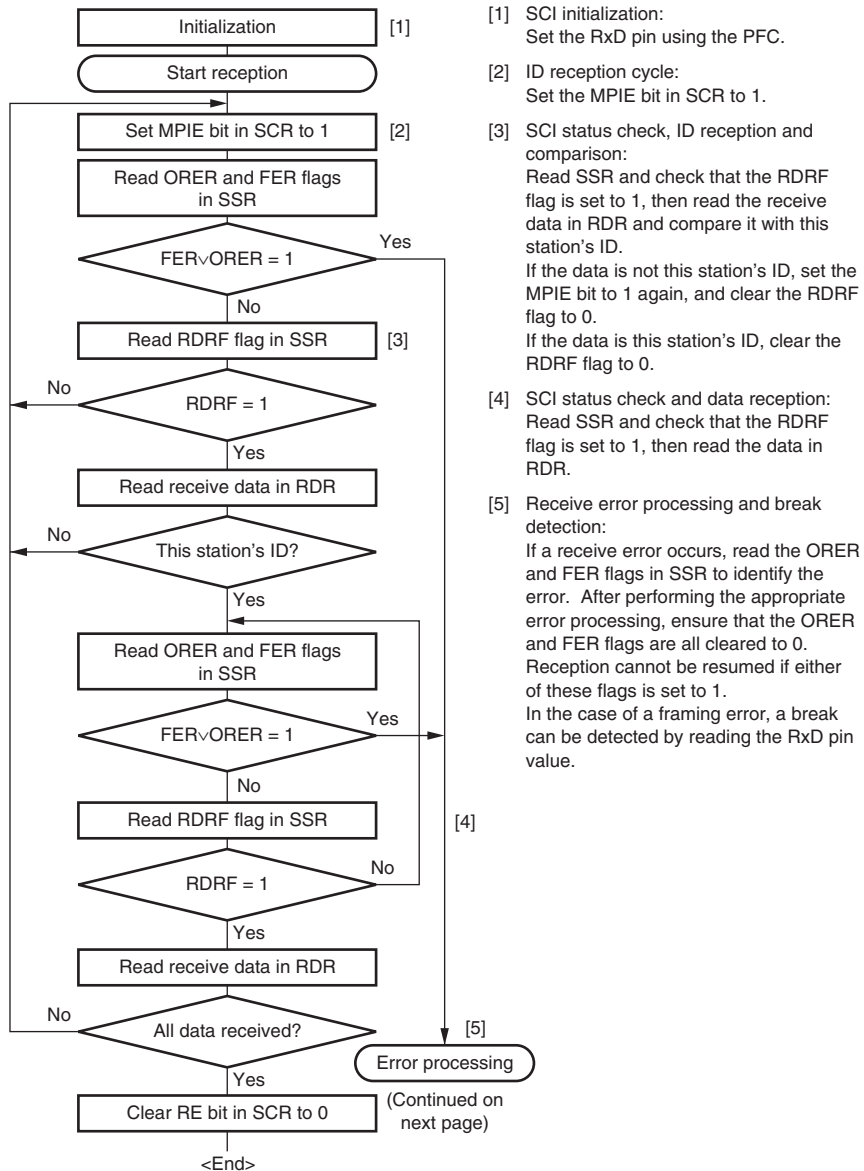 Initialization
[1]
Start reception
Set MPIE bit in SCR to 1
[2]
Read ORER and FER flags
in SSR
FER∨ORER = 1
Yes
No
Read RDRF flag in SSR
[3]
No
RDRF = 1
Yes
Read receive data in RDR
No
This station's ID?
Yes
Read ORER and FER flags
in SSR
FER∨ORER = 1
Yes
No
Read RDRF flag in SSR
[4]
RDRF = 1
No
Yes
Read receive data in RDR
No
All data received?
[5]
Error processing
Yes
(Continued on
next page)
Clear RE bit in SCR to 0
<End>
[1] SCI initialization:
Set the RxD pin using the PFC.
[2] ID reception cycle:
Set the MPIE bit in SCR to 1.
[3] SCI status check, ID reception and
comparison:
Read SSR and check that the RDRF
flag is set to 1, then read the receive
data in RDR and compare it with this
station's ID.
If the data is not this station's ID, set the
MPIE bit to 1 again, and clear the RDRF
flag to 0.
If the data is this station's ID, clear the
RDRF flag to 0.
[4] SCI status check and data reception:
Read SSR and check that the RDRF
flag is set to 1, then read the data in
RDR.
[5] Receive error processing and break
detection:
If a receive error occurs, read the ORER
and FER flags in SSR to identify the
error. After performing the appropriate
error processing, ensure that the ORER
and FER flags are all cleared to 0.
Reception cannot be resumed if either
of these flags is set to 1.
In the case of a framing error, a break
can be detected by reading the RxD pin
value.